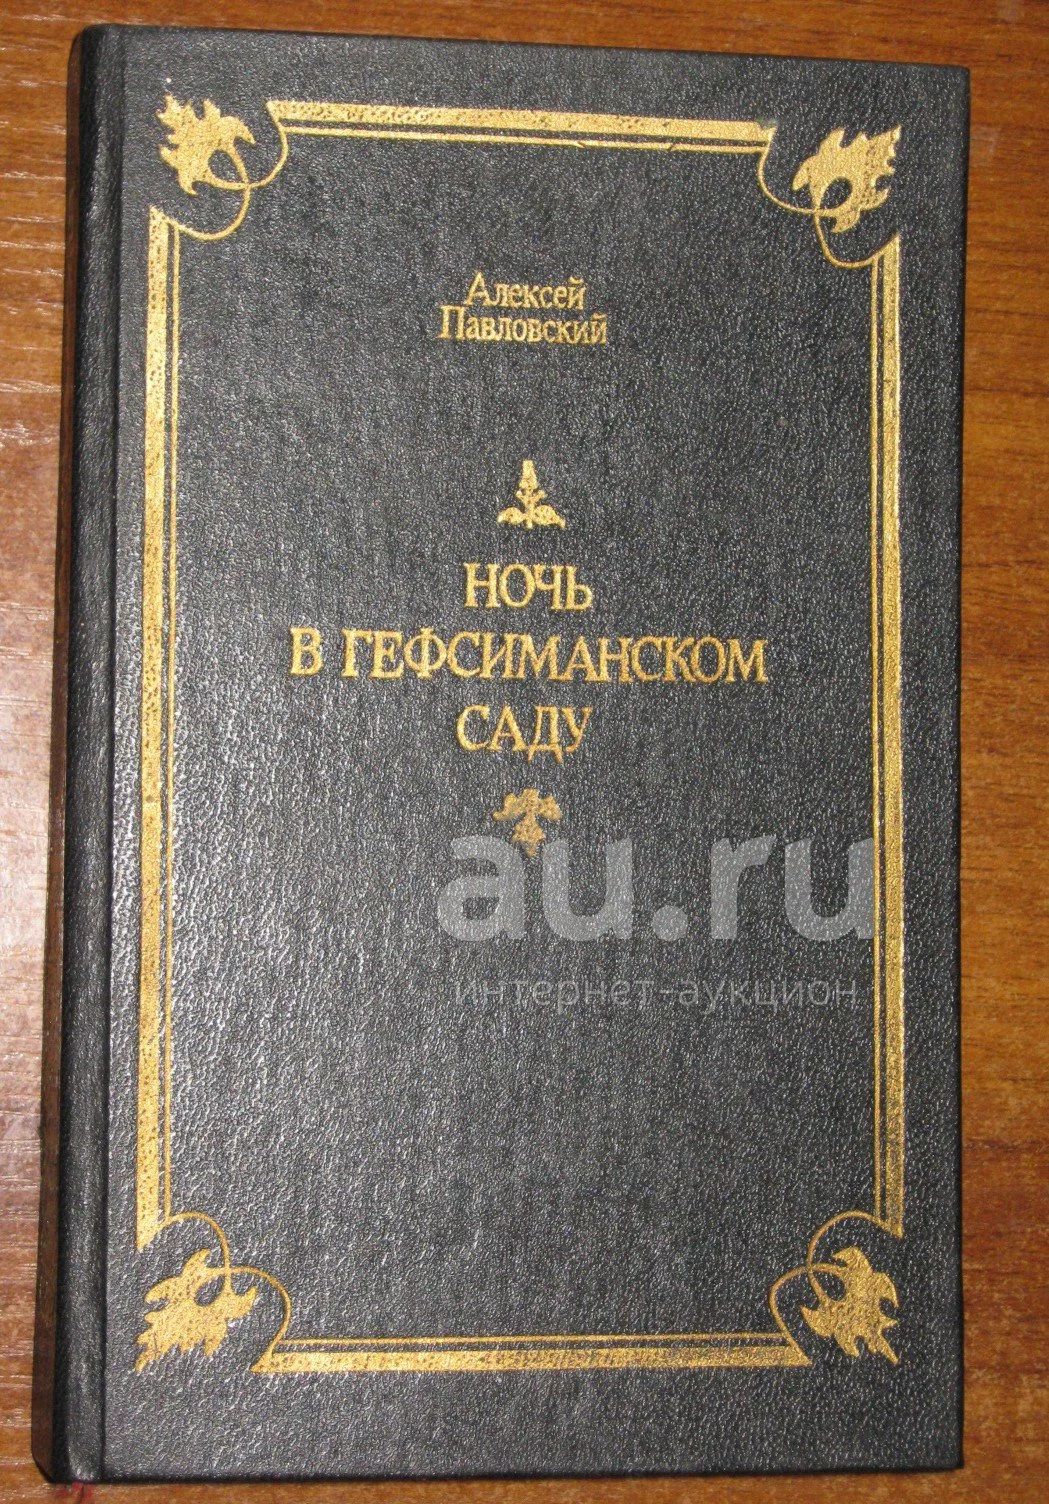 Алексей
Павловский
НОЧЬ
В ГЕФСИМАНСКОМ
САДУ
au.ru
интернет-аукцион